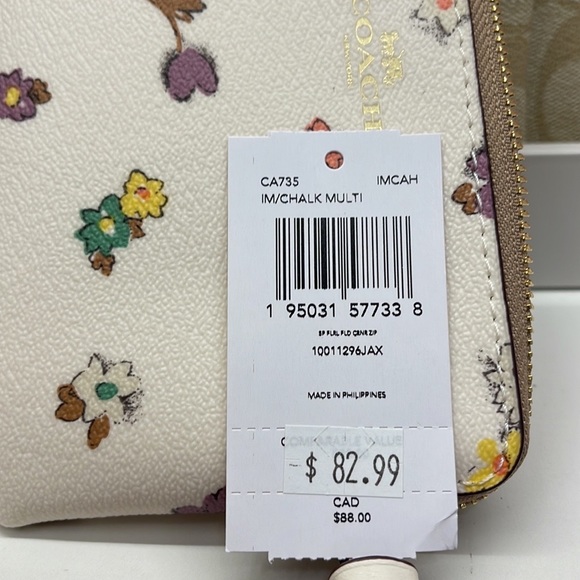 COACH
CA735 IMCAH
IM/CHALK MULTI
1 95031 57733 8
SP FLRL FLD CRNR ZIP
10011296JAX
MADE IN PHILIPPINES
COMPARABLE VALUE
$ 82.99
CAD
$88.00